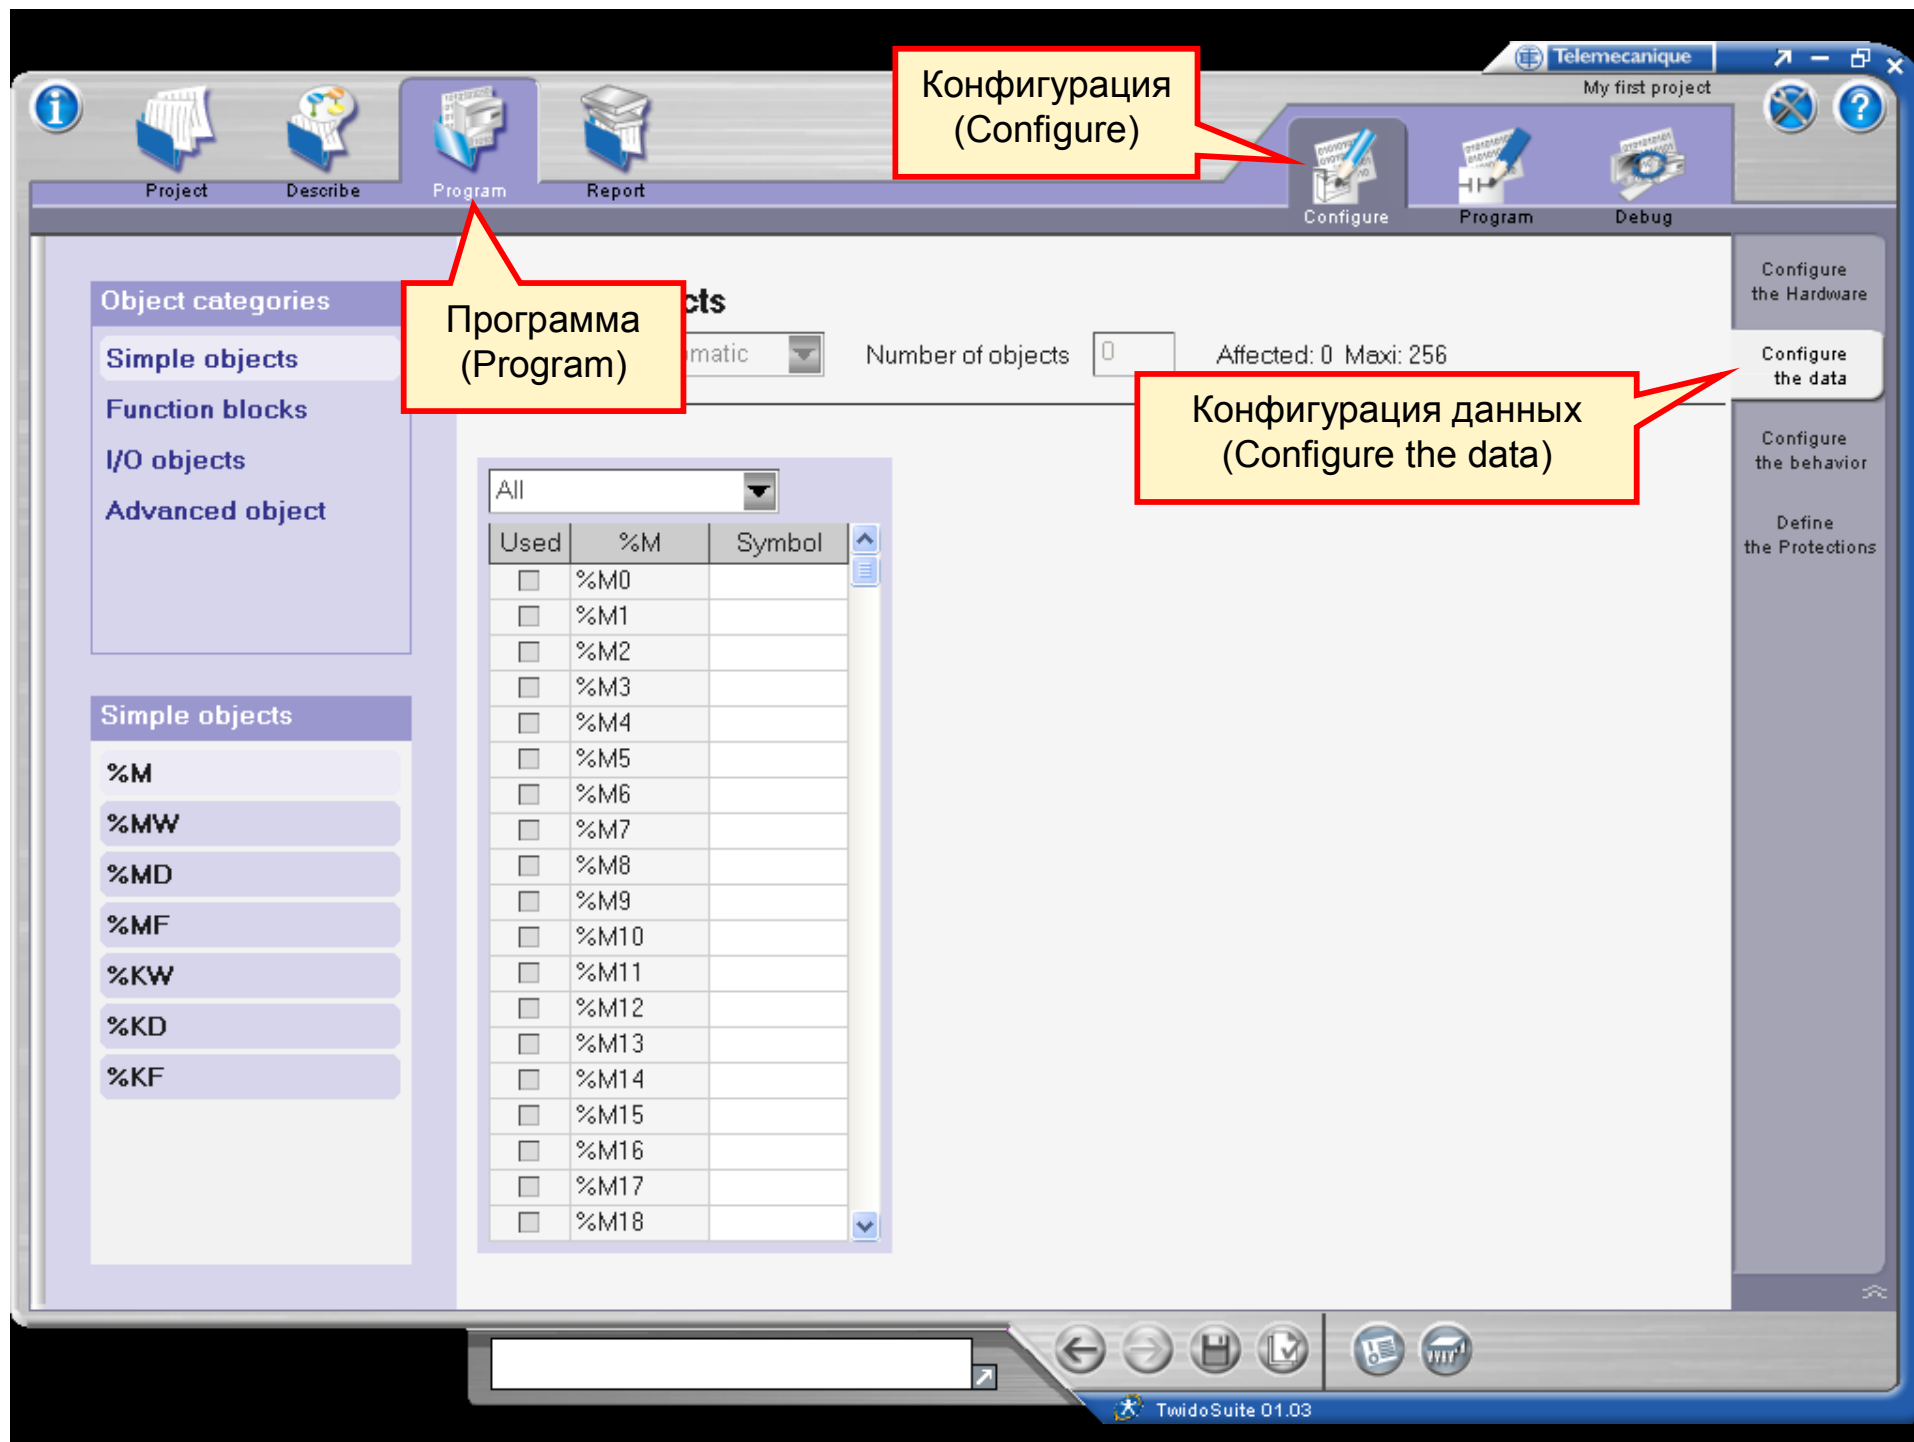 Telemecanique
My first project
Конфигурация
(Configure)
Project
Describe
Program
Report
Configure
Program
Debug
Программа
(Program)
Конфигурация данных
(Configure the data)
Configure
the Hardware
Configure
the data
Configure
the behavior
Define
the Protections
Object categories
Simple objects
Function blocks
I/O objects
Advanced object
Number of objects 0 Affected: 0 Maxi: 256
All
Used %M Symbol
%M0
%M1
%M2
%M3
%M4
%M5
%M6
%M7
%M8
%M9
%M10
%M11
%M12
%M13
%M14
%M15
%M16
%M17
%M18
Simple objects
%M
%MW
%MD
%MF
%KW
%KD
%KF
TwidoSuite 01.03